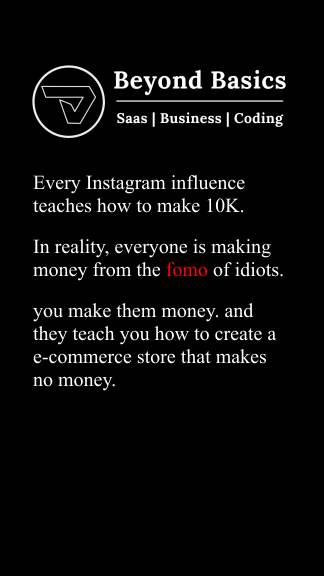 Beyond Basics
Saas | Business | Coding
Every Instagram influence
teaches how to make 10K.
In reality, everyone is making
money from the fomo of idiots.
you make them money. and
they teach you how to create a
e-commerce store that makes
no money.